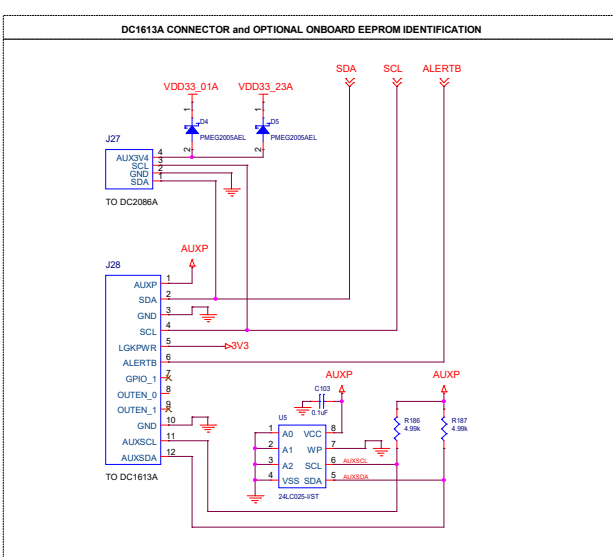 DC1613A CONNECTOR and OPTIONAL ONBOARD EEPROM IDENTIFICATION
SDA SCL ALERTB
VDD33_01A VDD33_23A
1 1
D4 D5
PMEG2005AEL PMEG2005AEL
2 2
J27
AUX3V4 4
SCL 3
GND 2
SDA 1
TO DC2086A
AUXP
J28
AUXP 1
SDA 2
GND 3
SCL 4
LGKPWR 5 3V3
ALERTB 6
GPIO_1 7
OUTEN_0 8
OUTEN_1 9
GND 10
AUXSCL 11
AUXSDA 12
TO DC1613A
AUXP AUXP
C103
0.1uF
U5
R186 R187
4.99k 4.99k
1 A0 VCC 8
2 A1 WP 7
3 A2 SCL 6 AUXSCL
4 VSS SDA 5 AUXSDA
24LC025-I/ST